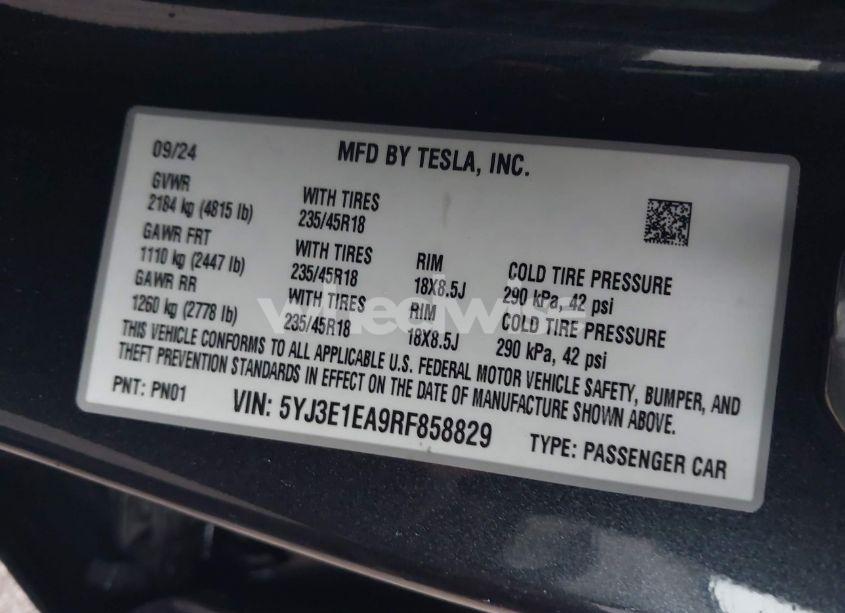 09/24 MFD BY TESLA, INC.
GVWR
2184 kg (4815 lb) WITH TIRES
235/45R18
GAWR FRT
1110 kg (2447 lb) WITH TIRES
235/45R18 RIM
18X8.5J COLD TIRE PRESSURE
290 kPa, 42 psi
GAWR RR
1260 kg (2778 lb) WITH TIRES
235/45R18 RIM
18X8.5J COLD TIRE PRESSURE
290 kPa, 42 psi
THIS VEHICLE CONFORMS TO ALL APPLICABLE U.S. FEDERAL MOTOR VEHICLE SAFETY, BUMPER, AND
THEFT PREVENTION STANDARDS IN EFFECT ON THE DATE OF MANUFACTURE SHOWN ABOVE.
PNT: PN01 VIN: 5YJ3E1EA9RF858829 TYPE: PASSENGER CAR
wheelwise